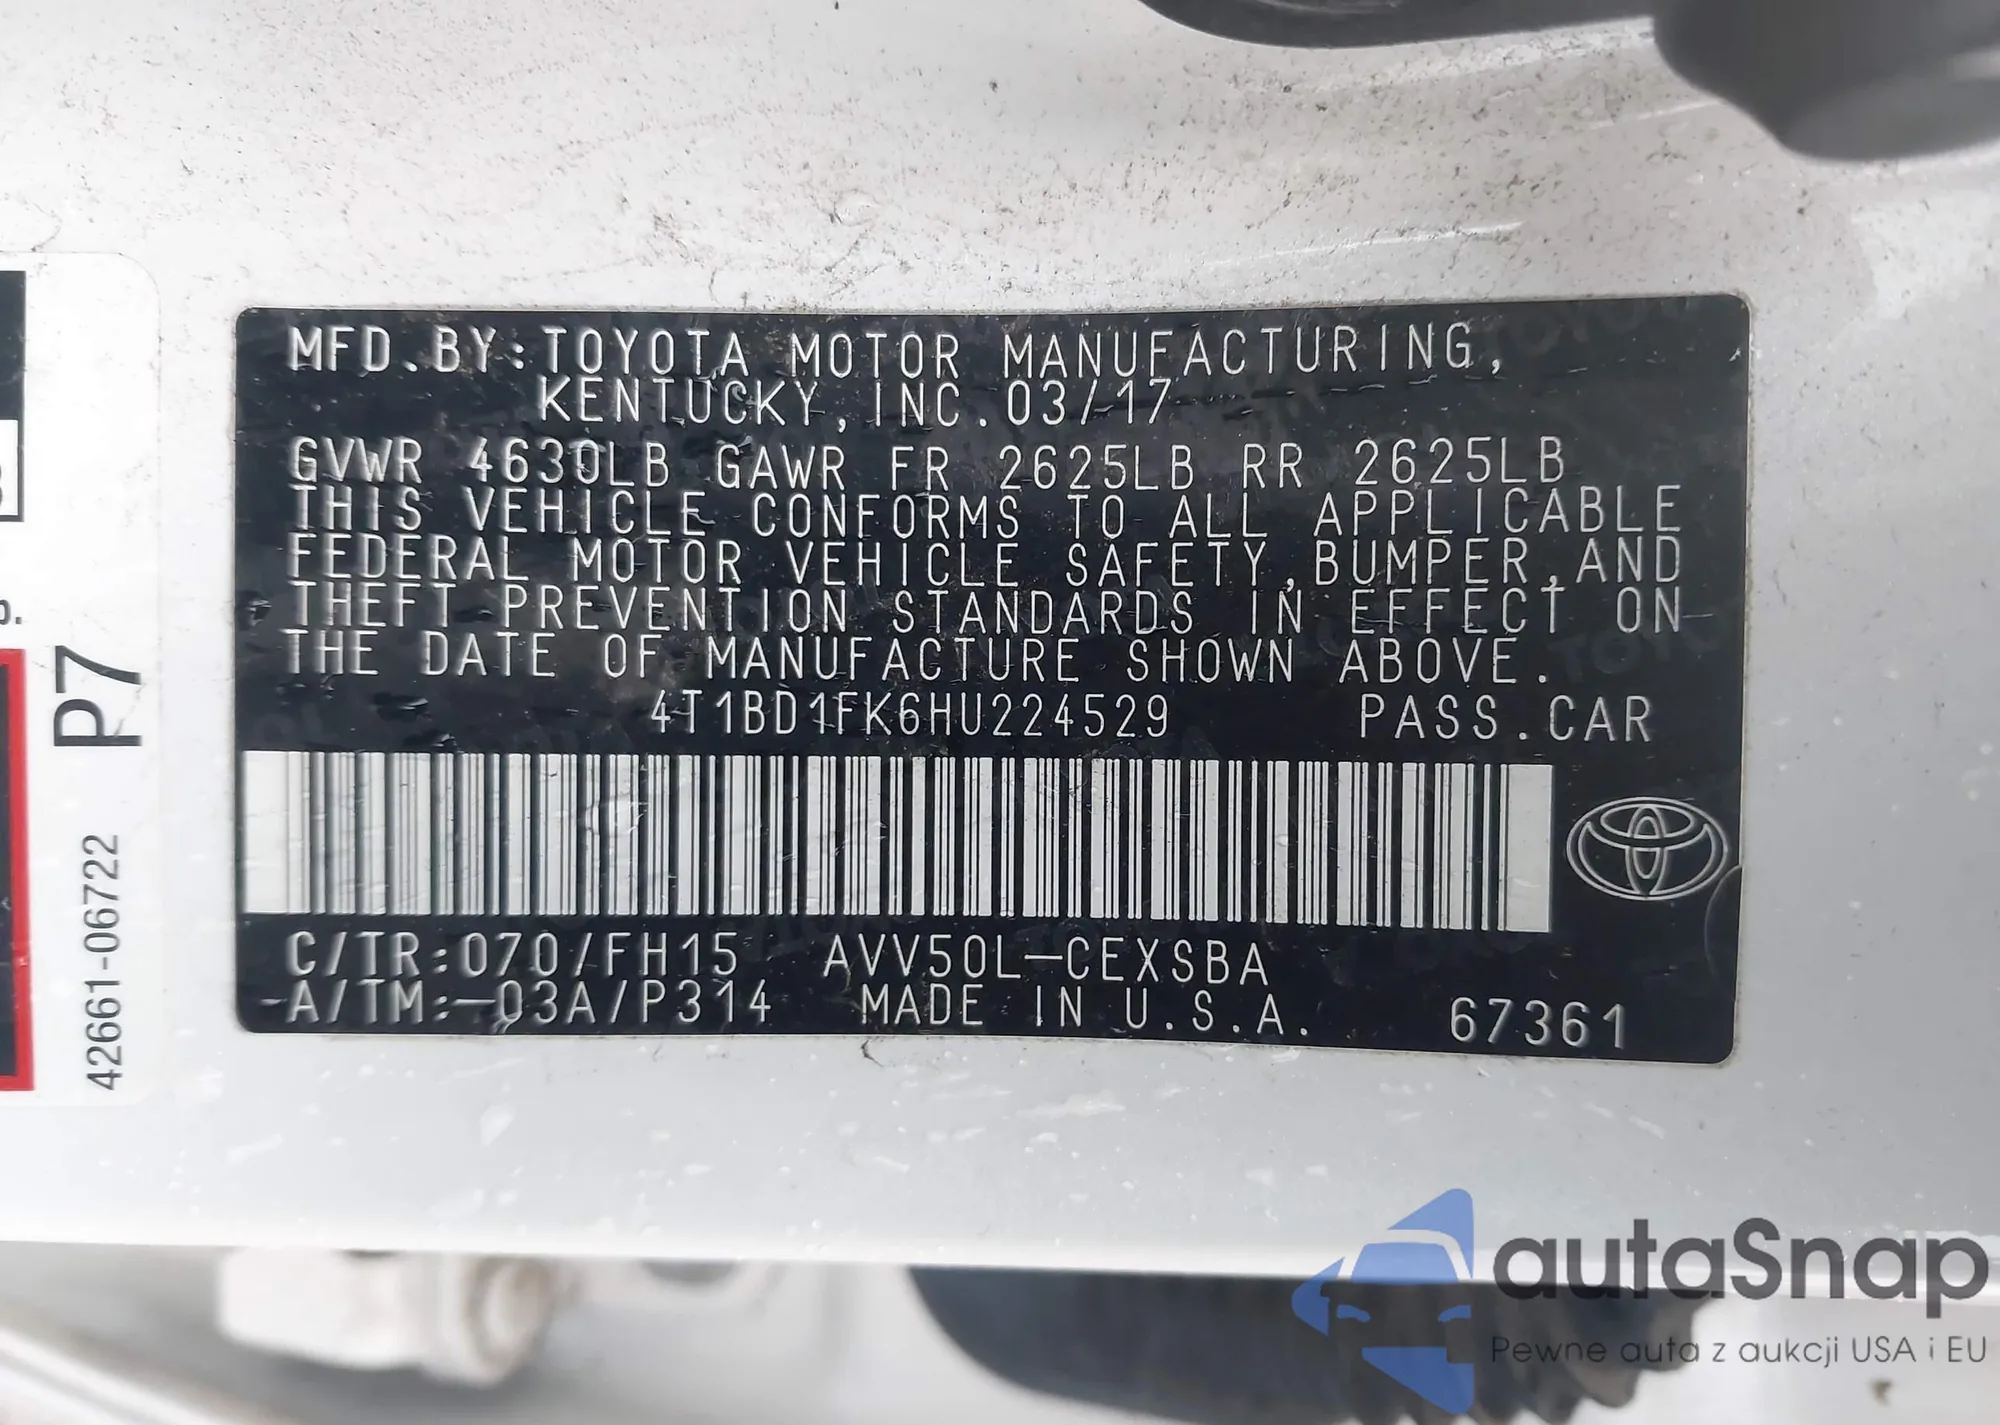 MFD.BY:TOYOTA MOTOR MANUFACTURING,
KENTUCKY,INC.03/17
GVWR 4630LB GAWR FR 2625LB RR 2625LB
THIS VEHICLE CONFORMS TO ALL APPLICABLE
FEDERAL MOTOR VEHICLE SAFETY,BUMPER,AND
THEFT PREVENTION STANDARDS IN EFFECT ON
THE DATE OF MANUFACTURE SHOWN ABOVE.
4T1BD1FK6HU224529 PASS.CAR
C/TR:070/FH15 AVV50L-CEXSBA
A/TM:-03A/P314 MADE IN U.S.A. 67361
P7
42661-06722
autaSnap
Pewne auta z aukcji USA i EU